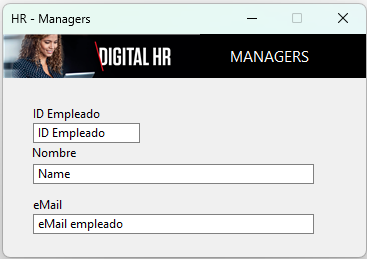 HR - Managers
DIGITAL HR
MANAGERS
ID Empleado
ID Empleado
Nombre
Name
eMail
eMail empleado